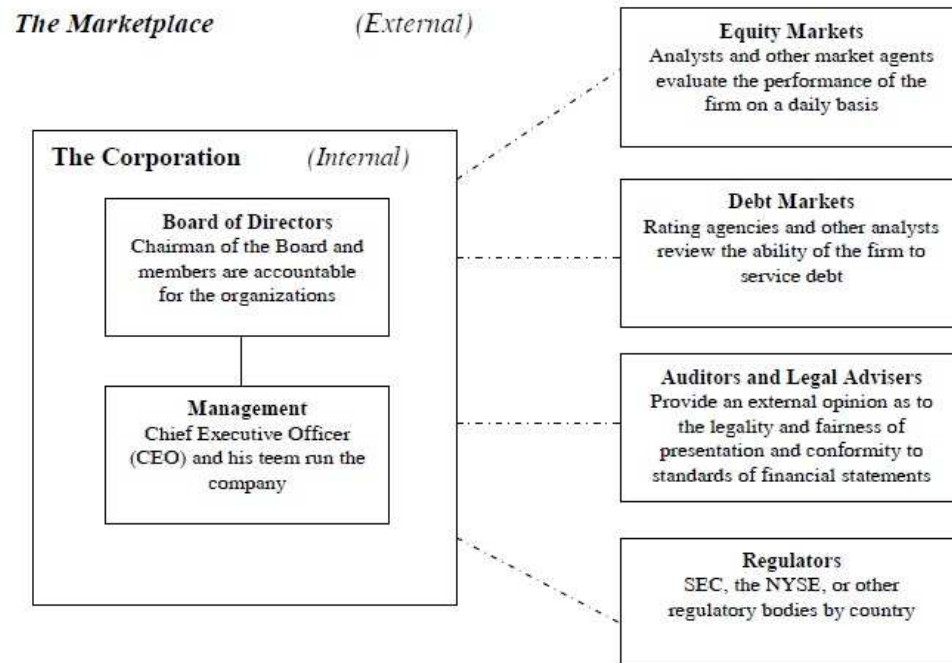 The Marketplace (External)
The Corporation (Internal)
Board of Directors
Chairman of the Board and
members are accountable
for the organizations
Management
Chief Executive Officer
(CEO) and his teem run the
company
Equity Markets
Analysts and other market agents
evaluate the performance of the
firm on a daily basis
Debt Markets
Rating agencies and other analysts
review the ability of the firm to
service debt
Auditors and Legal Advisers
Provide an external opinion as to
the legality and fairness of
presentation and conformity to
standards of financial statements
Regulators
SEC, the NYSE, or other
regulatory bodies by country